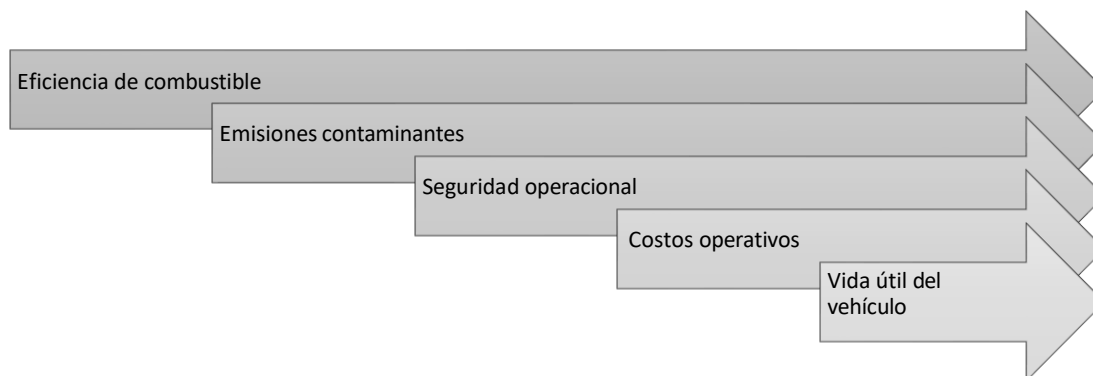 Eficiencia de combustible
Emisiones contaminantes
Seguridad operacional
Costos operativos
Vida útil del
vehículo